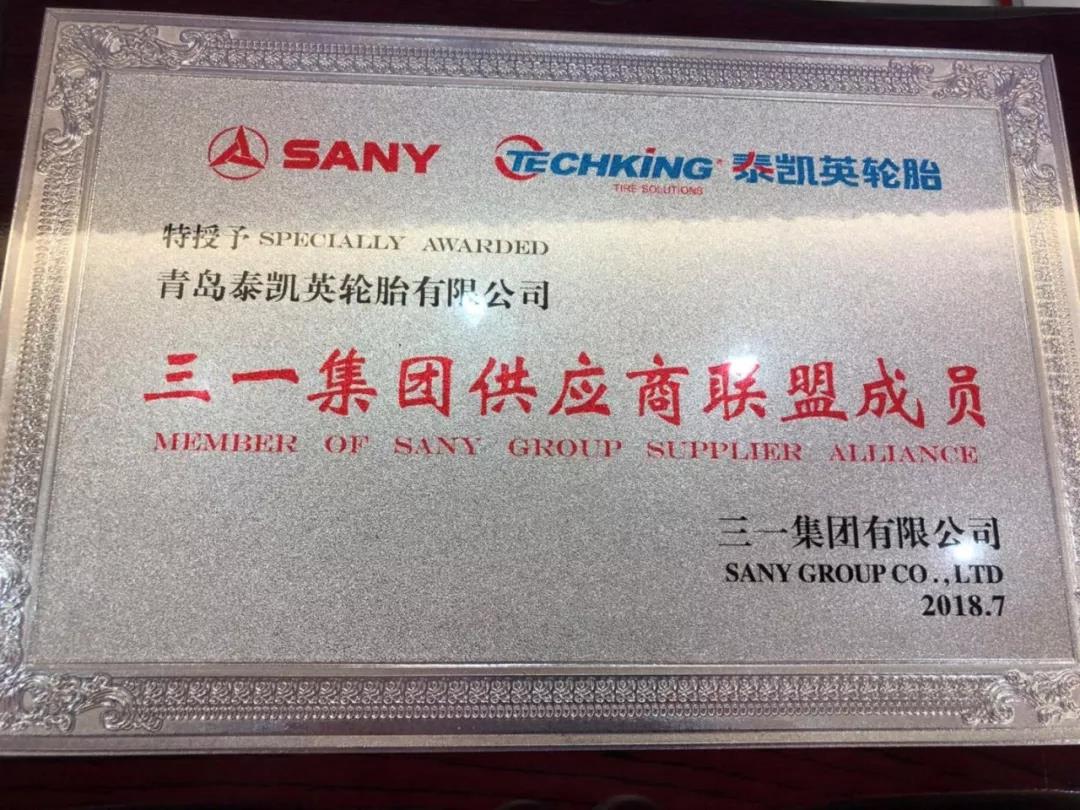 SANY TECHKING 泰凯英轮胎
TIRE SOLUTIONS
特授予 SPECIALLY AWARDED
青岛泰凯英轮胎有限公司
三一集团供应商联盟成员
MEMBER OF SANY GROUP SUPPLIER ALLIANCE
三一集团有限公司
SANY GROUP CO.,LTD
2018.7